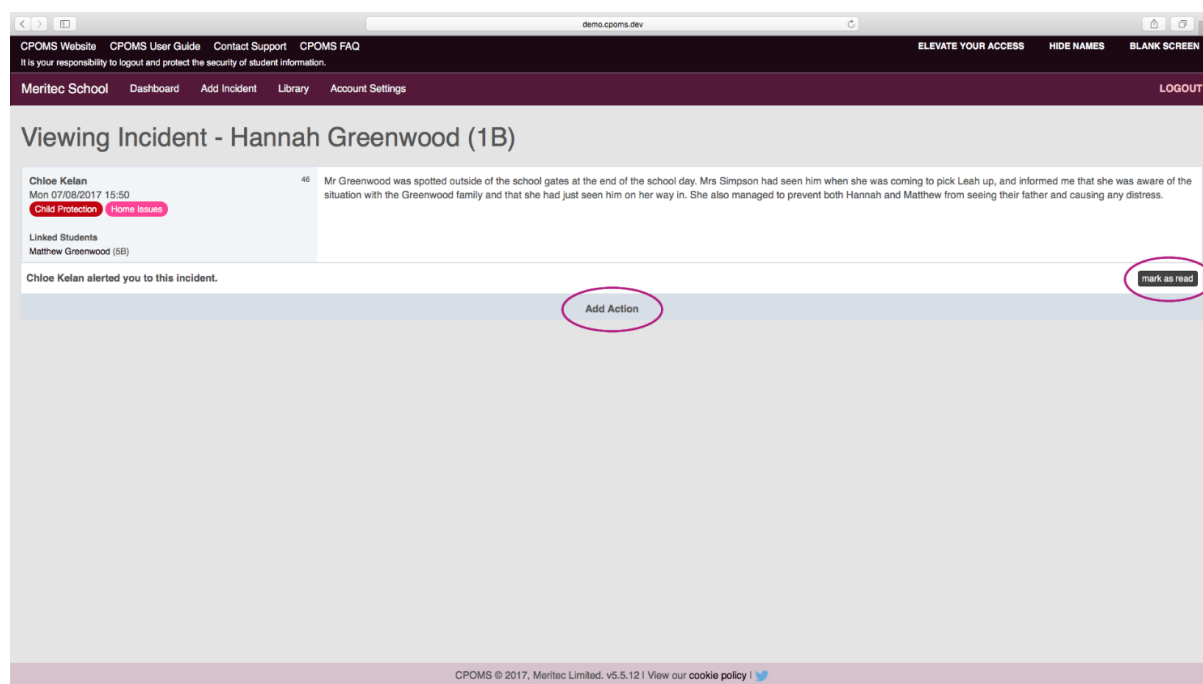 demo.cpoms.dev
CPOMS Website CPOMS User Guide Contact Support CPOMS FAQ ELEVATE YOUR ACCESS HIDE NAMES BLANK SCREEN
It is your responsibility to logout and protect the security of student information.
Meritec School Dashboard Add Incident Library Account Settings LOGOUT
Viewing Incident - Hannah Greenwood (1B)
Chloe Kelan 46
Mon 07/08/2017 15:50
Child Protection Home Issues
Linked Students
Matthew Greenwood (5B)
Mr Greenwood was spotted outside of the school gates at the end of the school day. Mrs Simpson had seen him when she was coming to pick Leah up, and informed me that she was aware of the
situation with the Greenwood family and that she had just seen him on her way in. She also managed to prevent both Hannah and Matthew from seeing their father and causing any distress.
Chloe Kelan alerted you to this incident. mark as read
Add Action
CPOMS © 2017, Meritec Limited. v5.5.12 | View our cookie policy |